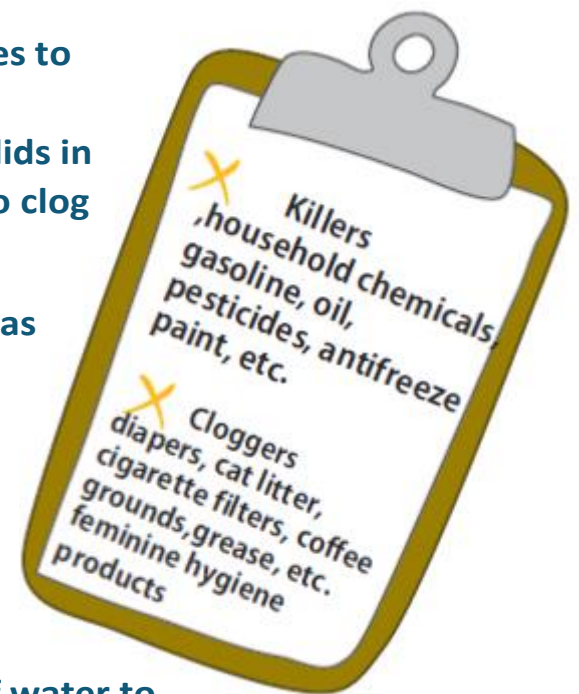 es to
lids in
o clog
as
Killers
,household chemicals,
gasoline, oil,
pesticides, antifreeze
paint, etc.
Cloggers
diapers, cat litter,
cigarette filters, coffee
grounds,grease, etc.
feminine hygiene
products
f water to